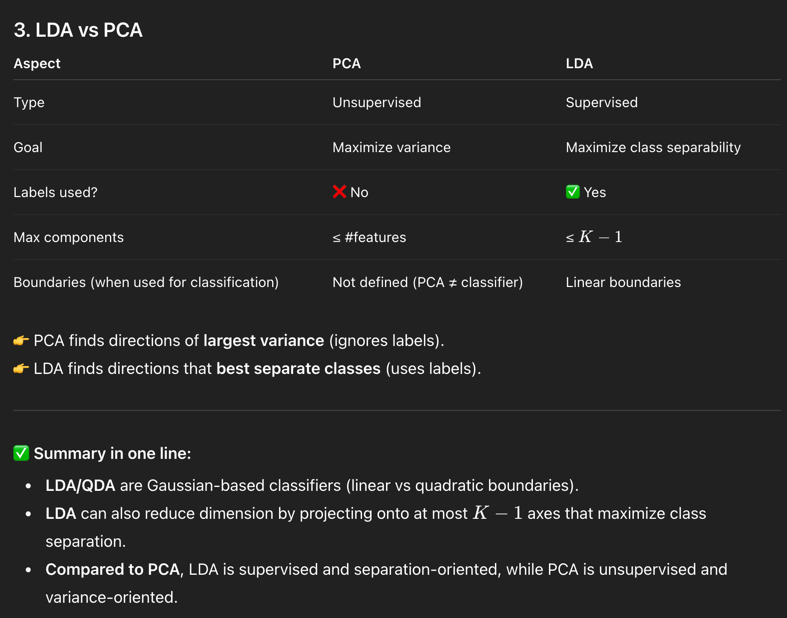 3. LDA vs PCA
Aspect PCA LDA
Type Unsupervised Supervised
Goal Maximize variance Maximize class separability
Labels used? ❌ No ✅ Yes
Max components ≤ #features ≤ K − 1
Boundaries (when used for classification) Not defined (PCA ≠ classifier) Linear boundaries
👉 PCA finds directions of largest variance (ignores labels).
👉 LDA finds directions that best separate classes (uses labels).
✅ Summary in one line:
• LDA/QDA are Gaussian-based classifiers (linear vs quadratic boundaries).
• LDA can also reduce dimension by projecting onto at most K − 1 axes that maximize class
separation.
• Compared to PCA, LDA is supervised and separation-oriented, while PCA is unsupervised and
variance-oriented.